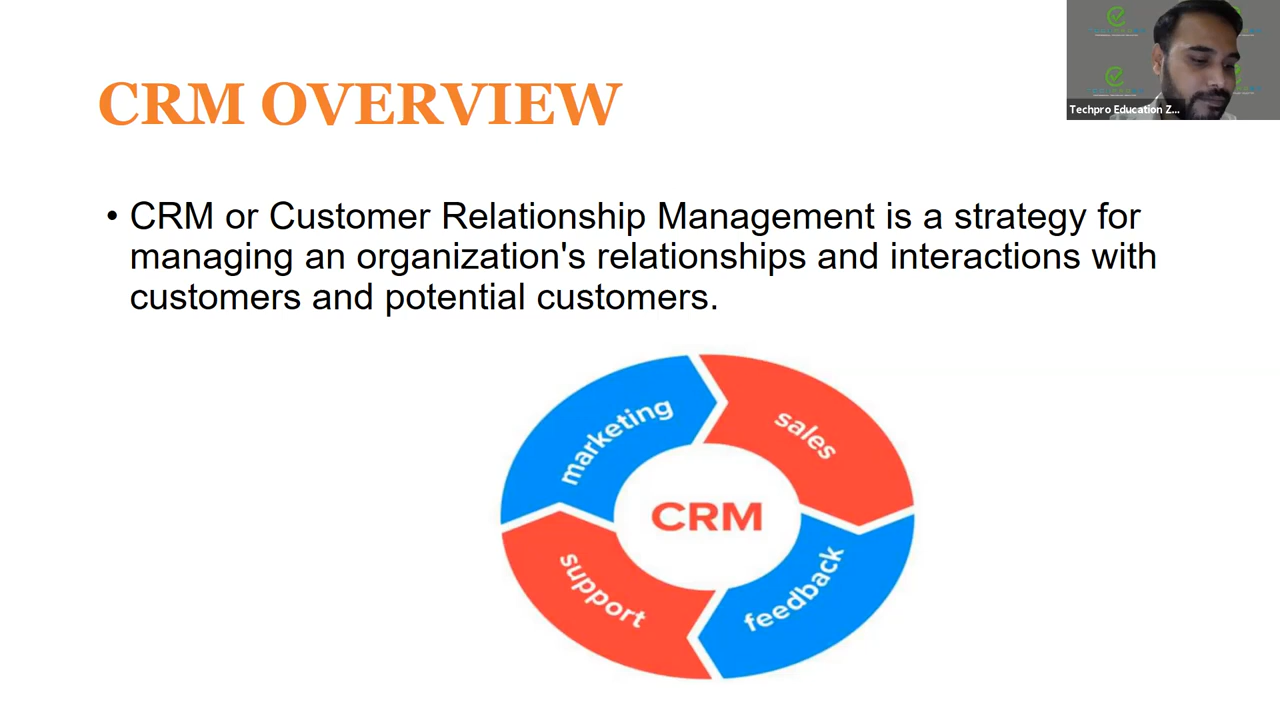 CRM OVERVIEW
Techpro Education Z...
• CRM or Customer Relationship Management is a strategy for
managing an organization's relationships and interactions with
customers and potential customers.
marketing
sales
CRM
support
feedback